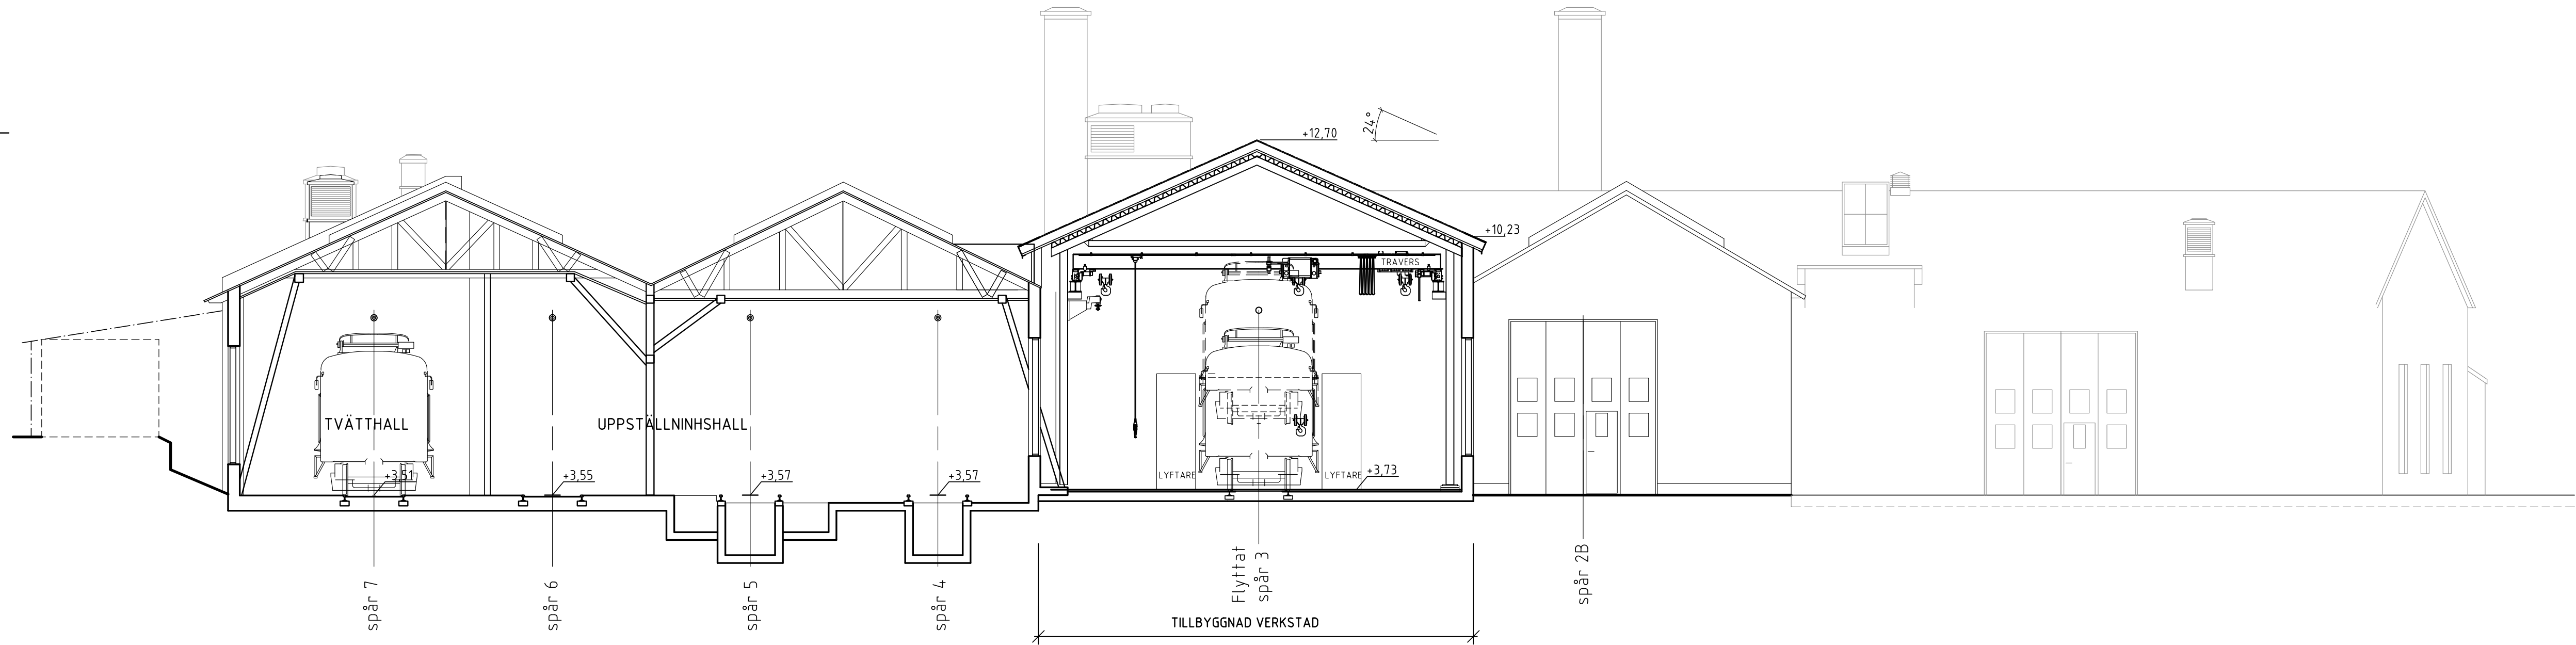 +12,70
24°
+10,23
TRAVERS
TVÄTTHALL
UPPSTÄLLNINHSHALL
+3,51
+3,55
+3,57
+3,57
LYFTARE
LYFTARE
+3,73
spår 7
spår 6
spår 5
spår 4
Flyttat
spår 3
spår 2B
TILLBYGGNAD VERKSTAD